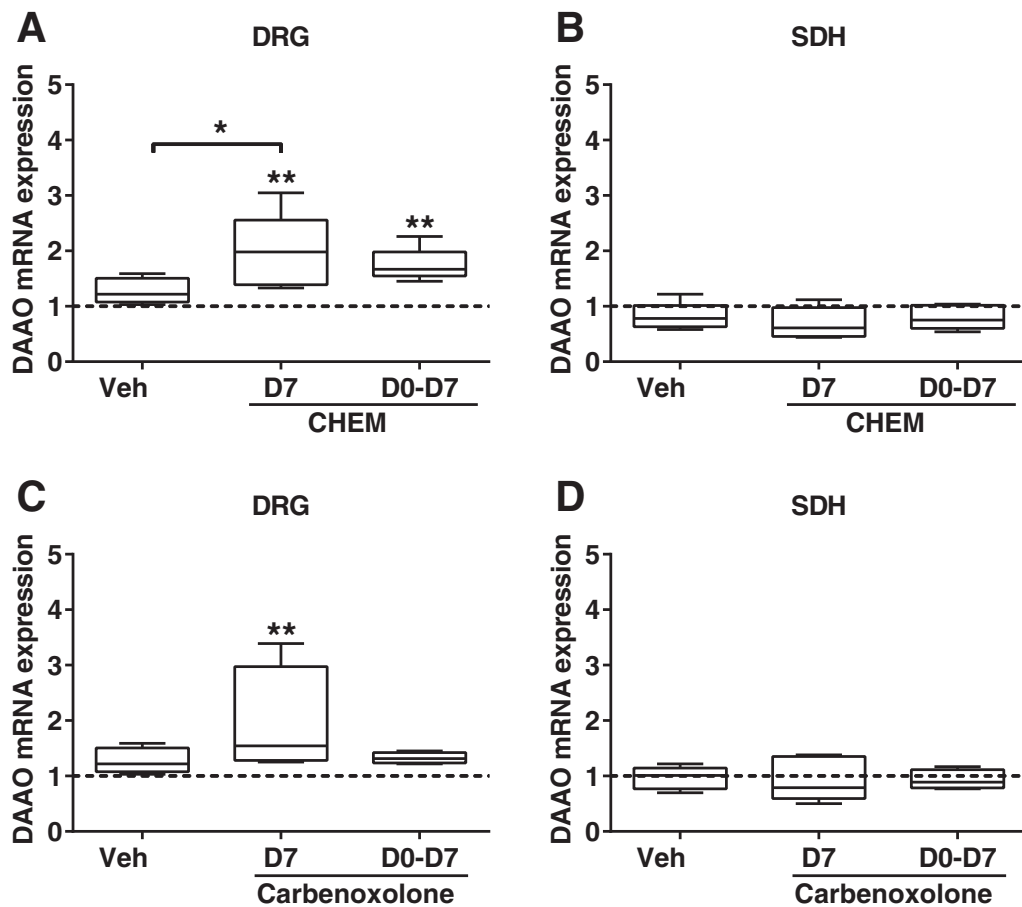 A
DRG
DAAO mRNA expression
5
4
3
2
1
0
*
**
**
Veh
D7
D0-D7
CHEM
B
SDH
DAAO mRNA expression
5
4
3
2
1
0
Veh
D7
D0-D7
CHEM
C
DRG
DAAO mRNA expression
5
4
3
2
1
0
**
Veh
D7
D0-D7
Carbenoxolone
D
SDH
DAAO mRNA expression
5
4
3
2
1
0
Veh
D7
D0-D7
Carbenoxolone